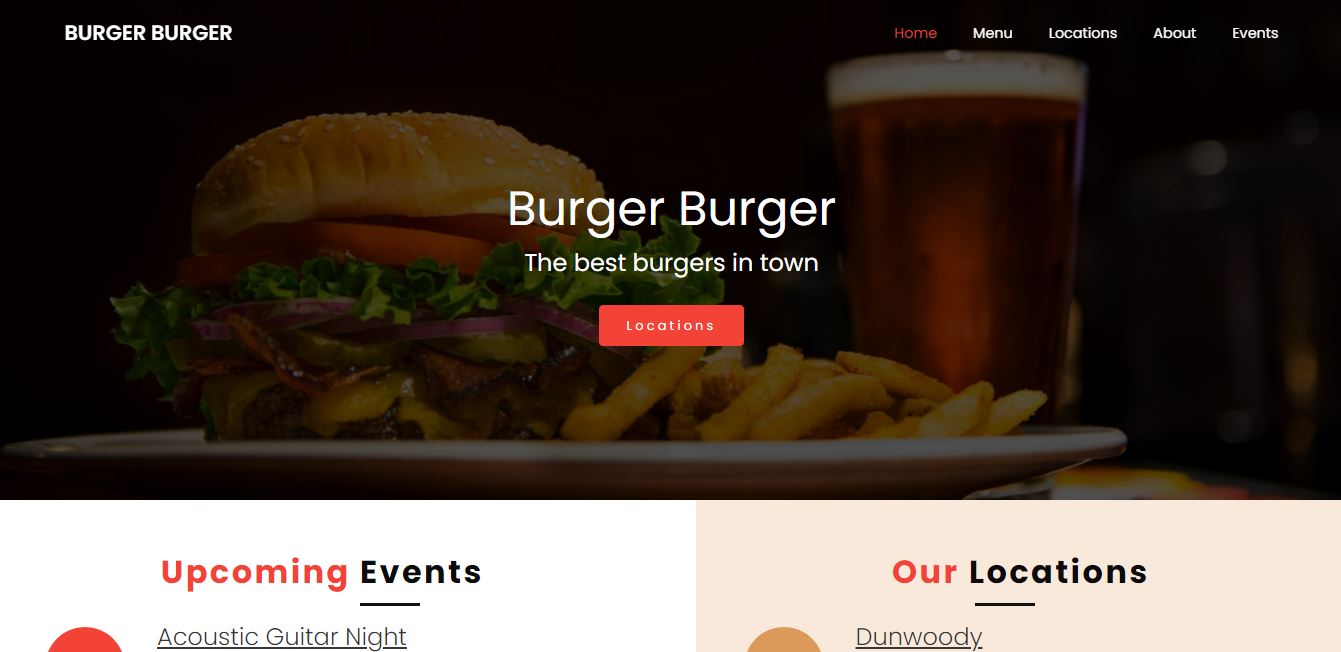 BURGER BURGER
Home Menu Locations About Events
Burger Burger
The best burgers in town
Locations
Upcoming Events
Acoustic Guitar Night
Our Locations
Dunwoody